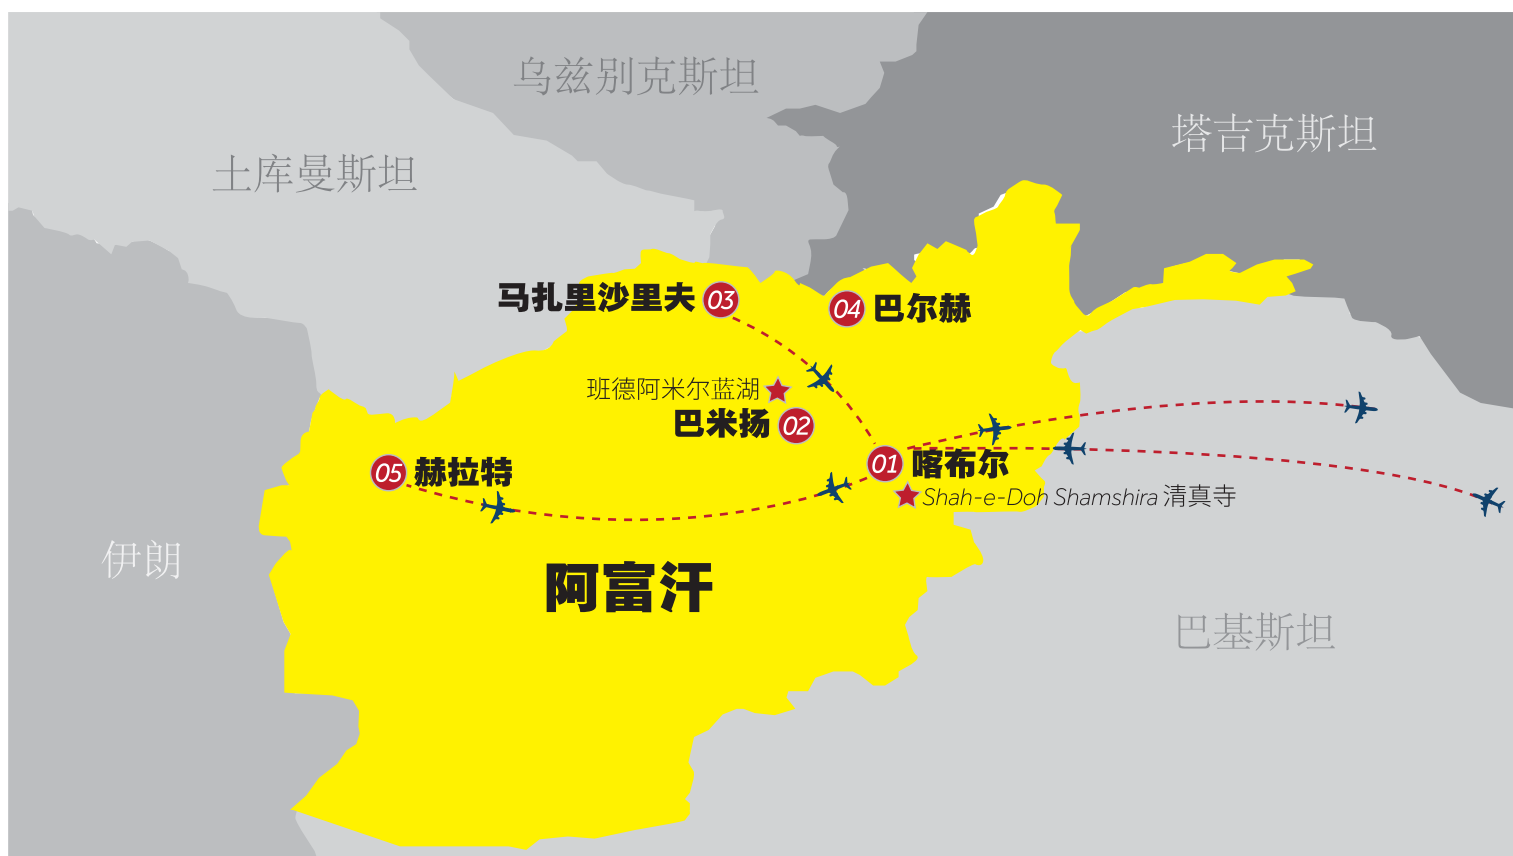 乌兹别克斯坦
塔吉克斯坦
土库曼斯坦
马扎里沙里夫 03
04 巴尔赫
班德阿米尔蓝湖
巴米扬 02
01 喀布尔
05 赫拉特
Shah-e-Doh Shamshira 清真寺
伊朗
阿富汗
巴基斯坦